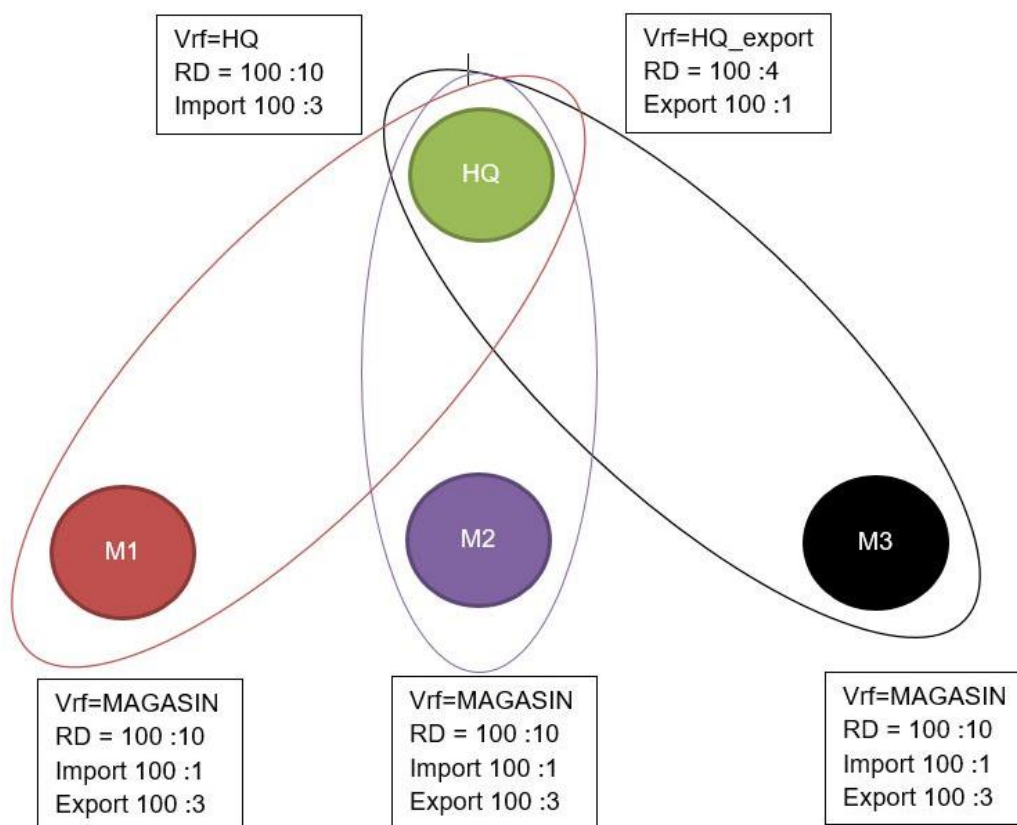 Vrf=HQ
RD = 100 :10
Import 100 :3
Vrf=HQ_export
RD = 100 :4
Export 100 :1
HQ
M1
M2
M3
Vrf=MAGASIN
RD = 100 :10
Import 100 :1
Export 100 :3
Vrf=MAGASIN
RD = 100 :10
Import 100 :1
Export 100 :3
Vrf=MAGASIN
RD = 100 :10
Import 100 :1
Export 100 :3